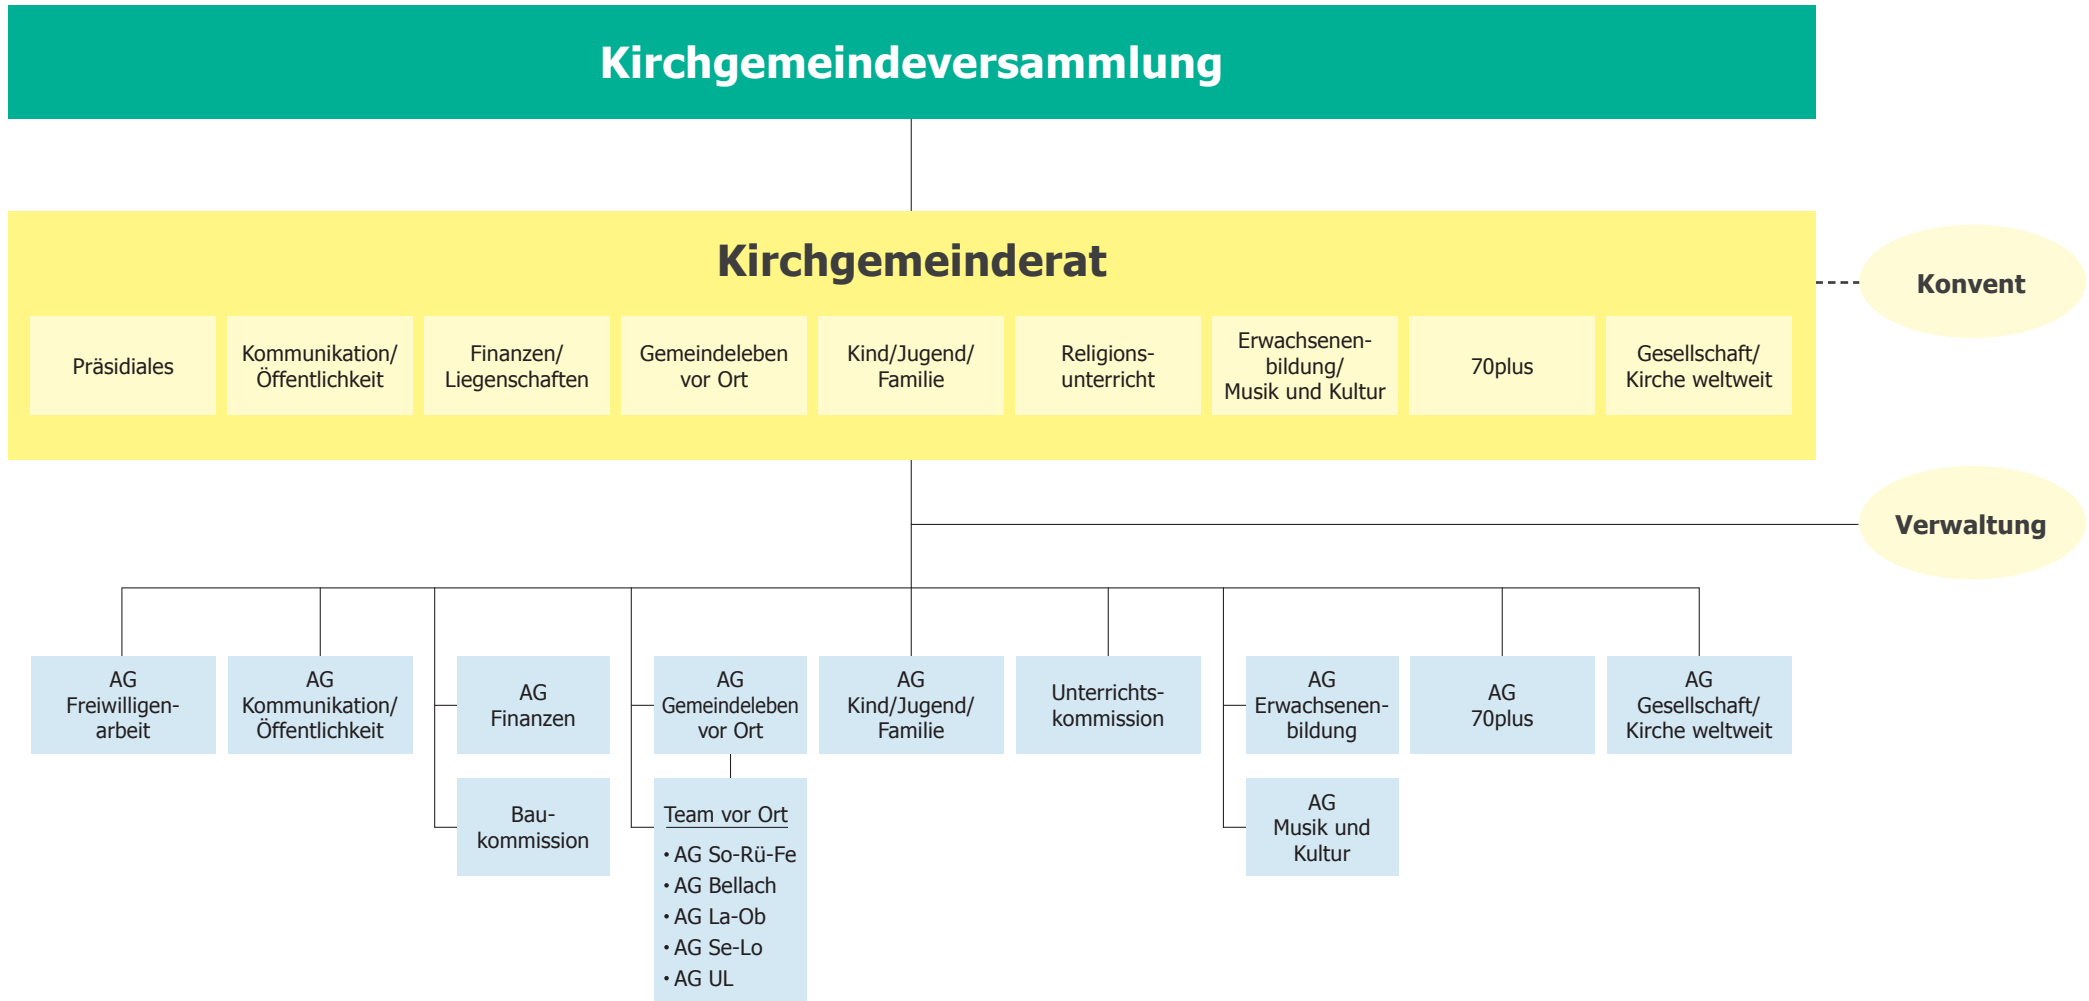 Kirchgemeindeversammlung
Kirchgemeinderat
Konvent
Präsidiales
Kommunikation/
Öffentlichkeit
Finanzen/
Liegenschaften
Gemeindeleben
vor Ort
Kind/Jugend/
Familie
Religions-
unterricht
Erwachsenen-
bildung/
Musik und Kultur
70plus
Gesellschaft/
Kirche weltweit
Verwaltung
AG
Freiwilligen-
arbeit
AG
Kommunikation/
Öffentlichkeit
AG
Finanzen
AG
Gemeindeleben
vor Ort
AG
Kind/Jugend/
Familie
Unterrichts-
kommission
AG
Erwachsenen-
bildung
AG
70plus
AG
Gesellschaft/
Kirche weltweit
Bau-
kommission
Team vor Ort
• AG So-Rü-Fe
• AG Bellach
• AG La-Ob
• AG Se-Lo
• AG UL
AG
Musik und
Kultur